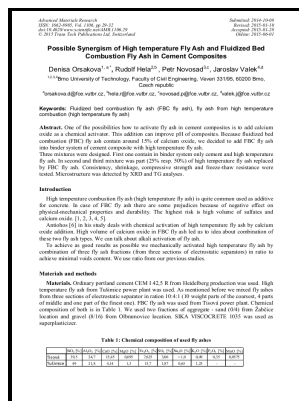 Advanced Materials Research
ISSN: 1662-8985, Vol. 1106, pp 29-32
doi:10.4028/www.scientific.net/AMR.1106.29
© 2015 Trans Tech Publications Ltd, Switzerland
Submitted: 2014-10-09
Revised: 2015-01-10
Accepted: 2015-01-20
Online: 2015-06-01
Possible Synergism of High temperature Fly Ash and Fluidized Bed
Combustion Fly Ash in Cement Composites
Denisa Orsakova, Rudolf Hela, Petr Novosad, Jaroslav Valek
Brno University of Technology, Faculty of Civil Engineering, Veveri 331/95, 60200 Brno,
Czech republic
orsakova.d@fce.vutbr.cz, hela.r@fce.vutbr.cz, novosad.p@fce.vutbr.cz, valek.j@fce.vutbr.cz
Keywords: Fluidized bed combustion fly ash (FBC fly ash), fly ash from high temperature
combustion (high temperature fly ash)
Abstract. One of the possibilities how to activate fly ash in cement composites is to add calcium
oxide as a chemical activator. This addition can improve pH of composites. Because fluidized bed
combustion (FBC) fly ash contain around 15% of calcium oxide, we decided to add FBC fly ash
into binder system of cement composite with high temperature fly ash.
Three mixtures were designed. First one contain in binder system only cement and high temperature
fly ash. In second and third mixture was part (25% resp. 50%) of high temperature fly ash replaced
by FBC fly ash. Consistency, shrinkage, compressive strength and freeze-thaw resistance were
tested. Microstructure was detected by XRD and TG analyses.
Introduction
High temperature combustion fly-ash (high temperature fly ash) is quite common used as additive
for concrete. In case of FBC fly ash there are some prejudices because of negative effect on
physical-mechanical properties and durability. The highest risk is high volume of sulfates and
calcium oxide. [1, 2, 3, 4, 5].
Antiohos [6] in his study deals with chemical activation of high temperature fly ash by calcium
oxide addition. High volume of calcium oxide in FBC fly ash led us to idea about combination of
these two fly ash types. We can talk about alkali activation of fly ash.
To achieve as good results as possible we mechanically activated high temperature fly ash by
combination of three fly ash fractions (from three sections of electrostatic separators) in ratio to
achieve minimal voids content. We use ratio from our previous studies.
Materials and methods
Materials. Ordinary portland cement CEM I 42,5 R from Heidelberg production was used. High
temperature fly ash from Tušimice power plant was used. As mentioned before we mixed fly ashes
from three sections of electrostatic separator in ration 10:4:1 (10 weight parts of the coarsest, 4 parts
of middle and one part of the finest one). FBC fly ash was used from Tisová power plant. Chemical
composition of both is in Table 1. We used two fractions of aggregate - sand (0/4) from Žabčice
location and gravel (8/16) from Olbramovice location. SIKA VISCOCRETE 1035 was used as
superplasticizer.
Table 1: Chemical composition of used fly ashes